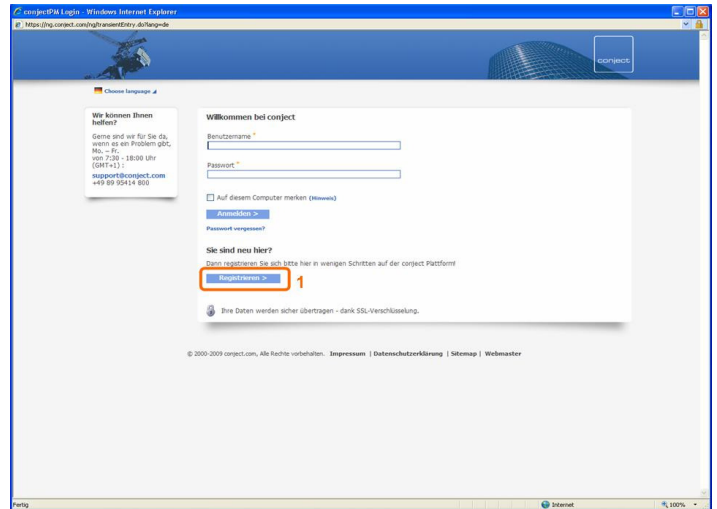 conjectPM Login - Windows Internet Explorer
https://ng.conject.com/ng/transientEntry.do?lang=de
conject
Choose language
Wir können Ihnen
helfen?
Gerne sind wir für Sie da,
wenn es ein Problem gibt,
Mo. – Fr.
von 7:30 - 18:00 Uhr
(GMT+1) :
support@conject.com
+49 89 95414 800
Willkommen bei conject
Benutzername *
Passwort *
Auf diesem Computer merken (Hinweis)
Anmelden >
Passwort vergessen?
Sie sind neu hier?
Dann registrieren Sie sich bitte hier in wenigen Schritten auf der conject Plattform!
Registrieren >
1
Ihre Daten werden sicher übertragen - dank SSL-Verschlüsselung.
© 2000-2009 conject.com, Alle Rechte vorbehalten. Impressum | Datenschutzerklärung | Sitemap | Webmaster
Fertig
Internet
100%